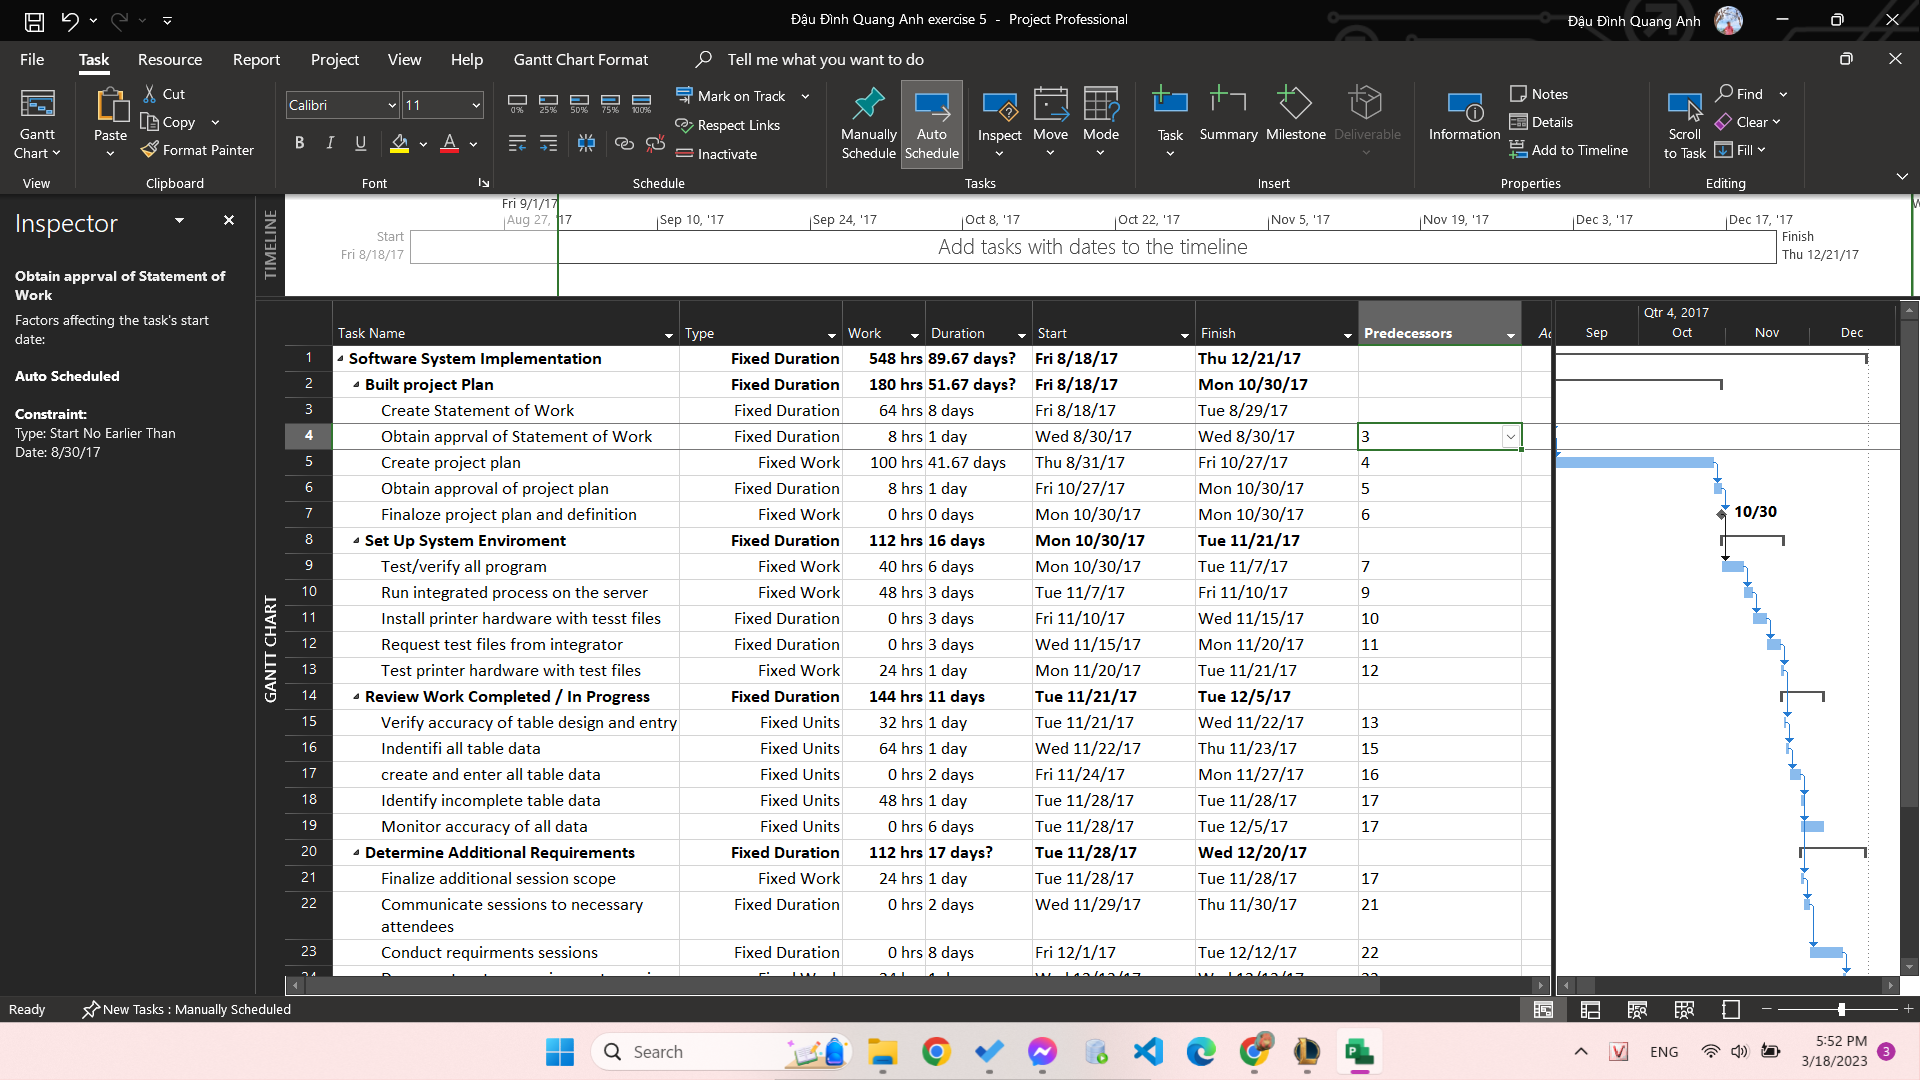 Đậu Đình Quang Anh exercise 5 - Project Professional
Đậu Đình Quang Anh
File Task Resource Report Project View Help Gantt Chart Format Tell me what you want to do
Gantt Chart
View
Paste
Cut
Copy
Format Painter
Clipboard
Calibri 11
B I U A
Font
0% 25% 50% 75% 100%
Mark on Track
Respect Links
Inactivate
Schedule
Manually Schedule
Auto Schedule
Inspect
Move
Mode
Tasks
Task
Summary
Milestone
Deliverable
Insert
Information
Notes
Details
Add to Timeline
Properties
Scroll to Task
Find
Clear
Fill
Editing
Inspector
Obtain apprval of Statement of
Work
Factors affecting the task's start
date:
Auto Scheduled
Constraint:
Type: Start No Earlier Than
Date: 8/30/17
TIMELINE
Fri 9/1/17
Aug 27, '17 Sep 10, '17 Sep 24, '17 Oct 8, '17 Oct 22, '17 Nov 5, '17 Nov 19, '17 Dec 3, '17 Dec 17, '17
Start
Fri 8/18/17
Add tasks with dates to the timeline
Finish
Thu 12/21/17
GANTT CHART
Task Name Type Work Duration Start Finish Predecessors
1 Software System Implementation Fixed Duration 548 hrs 89.67 days? Fri 8/18/17 Thu 12/21/17
2 Built project Plan Fixed Duration 180 hrs 51.67 days? Fri 8/18/17 Mon 10/30/17
3 Create Statement of Work Fixed Duration 64 hrs 8 days Fri 8/18/17 Tue 8/29/17
4 Obtain apprval of Statement of Work Fixed Duration 8 hrs 1 day Wed 8/30/17 Wed 8/30/17 3
5 Create project plan Fixed Work 100 hrs 41.67 days Thu 8/31/17 Fri 10/27/17 4
6 Obtain approval of project plan Fixed Duration 8 hrs 1 day Fri 10/27/17 Mon 10/30/17 5
7 Finaloze project plan and definition Fixed Work 0 hrs 0 days Mon 10/30/17 Mon 10/30/17 6
8 Set Up System Enviroment Fixed Duration 112 hrs 16 days Mon 10/30/17 Tue 11/21/17
9 Test/verify all program Fixed Work 40 hrs 6 days Mon 10/30/17 Tue 11/7/17 7
10 Run integrated process on the server Fixed Work 48 hrs 3 days Tue 11/7/17 Fri 11/10/17 9
11 Install printer hardware with tesst files Fixed Duration 0 hrs 3 days Fri 11/10/17 Wed 11/15/17 10
12 Request test files from integrator Fixed Duration 0 hrs 3 days Wed 11/15/17 Mon 11/20/17 11
13 Test printer hardware with test files Fixed Work 24 hrs 1 day Mon 11/20/17 Tue 11/21/17 12
14 Review Work Completed / In Progress Fixed Duration 144 hrs 11 days Tue 11/21/17 Tue 12/5/17
15 Verify accuracy of table design and entry Fixed Units 32 hrs 1 day Tue 11/21/17 Wed 11/22/17 13
16 Indentifi all table data Fixed Units 64 hrs 1 day Wed 11/22/17 Thu 11/23/17 15
17 create and enter all table data Fixed Units 0 hrs 2 days Fri 11/24/17 Mon 11/27/17 16
18 Identify incomplete table data Fixed Units 48 hrs 1 day Tue 11/28/17 Tue 11/28/17 17
19 Monitor accuracy of all data Fixed Units 0 hrs 6 days Tue 11/28/17 Tue 12/5/17 17
20 Determine Additional Requirements Fixed Duration 112 hrs 17 days? Tue 11/28/17 Wed 12/20/17
21 Finalize additional session scope Fixed Work 24 hrs 1 day Tue 11/28/17 Tue 11/28/17 17
22 Communicate sessions to necessary Fixed Duration 0 hrs 2 days Wed 11/29/17 Thu 11/30/17 21
attendees
23 Conduct requirments sessions Fixed Duration 0 hrs 8 days Fri 12/1/17 Tue 12/12/17 22
Qtr 4, 2017
Sep Oct Nov Dec
10/30
Ready New Tasks : Manually Scheduled
Search
ENG
5:52 PM
3/18/2023
3